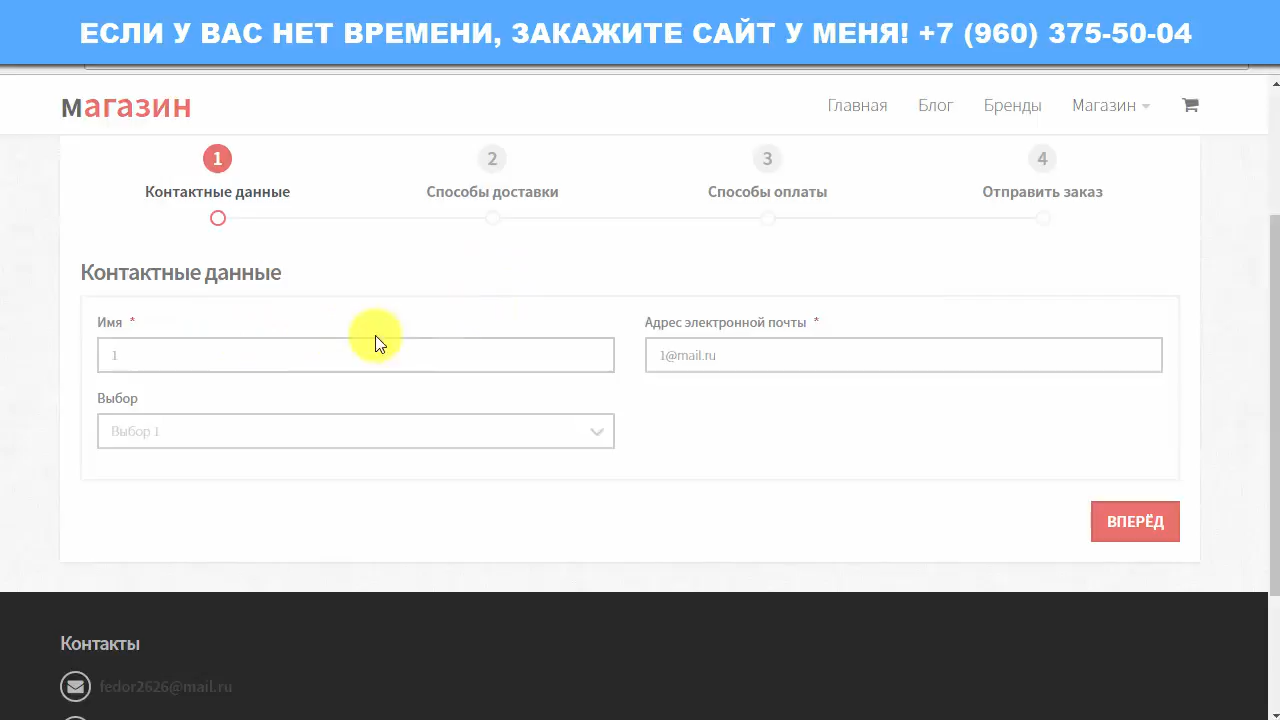 ЕСЛИ У ВАС НЕТ ВРЕМЕНИ, ЗАКАЖИТЕ САЙТ У МЕНЯ! +7 (960) 375-50-04
магазин Главная Блог Бренды Магазин
1 2 3 4
Контактные данные Способы доставки Способы оплаты Отправить заказ
Контактные данные
Имя * Адрес электронной почты *
1 1@mail.ru
Выбор
Выбор 1
ВПЕРЁД
Контакты
fedor2626@mail.ru